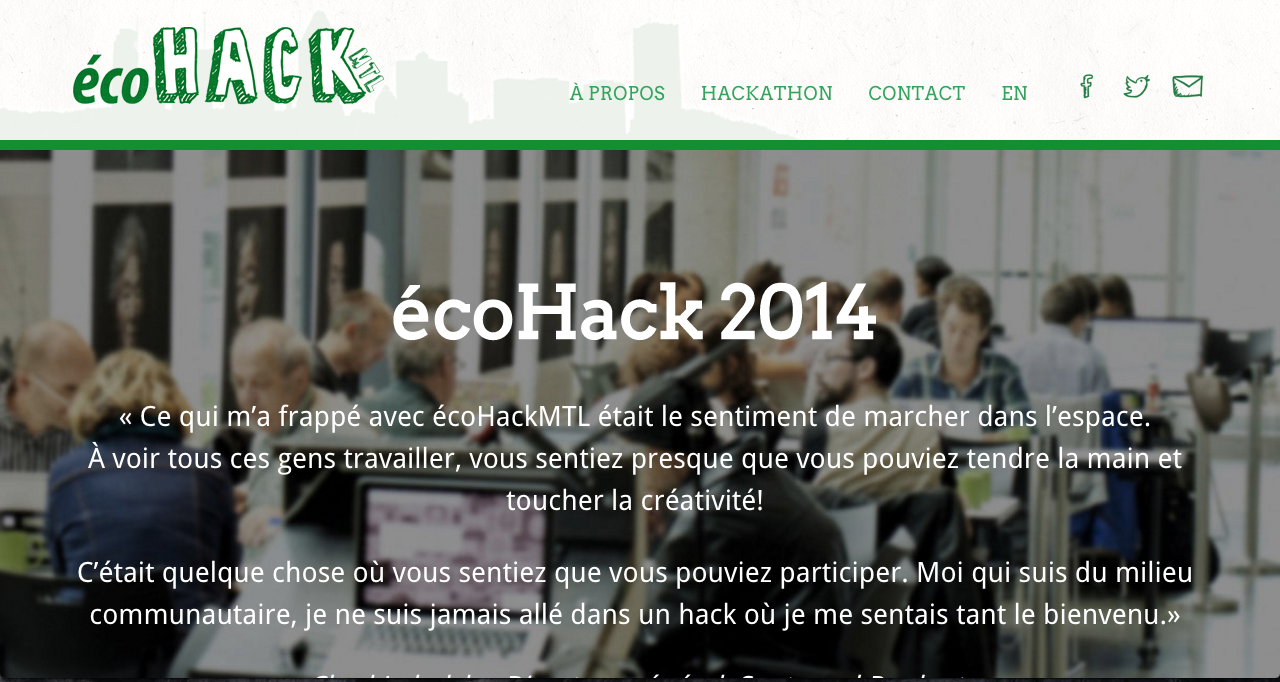 écoHACK MTL
À PROPOS HACKATHON CONTACT EN
écoHack 2014
« Ce qui m’a frappé avec écoHackMTL était le sentiment de marcher dans l’espace.
À voir tous ces gens travailler, vous sentiez presque que vous pouviez tendre la main et
toucher la créativité!
C’était quelque chose où vous sentiez que vous pouviez participer. Moi qui suis du milieu
communautaire, je ne suis jamais allé dans un hack où je me sentais tant le bienvenu.»